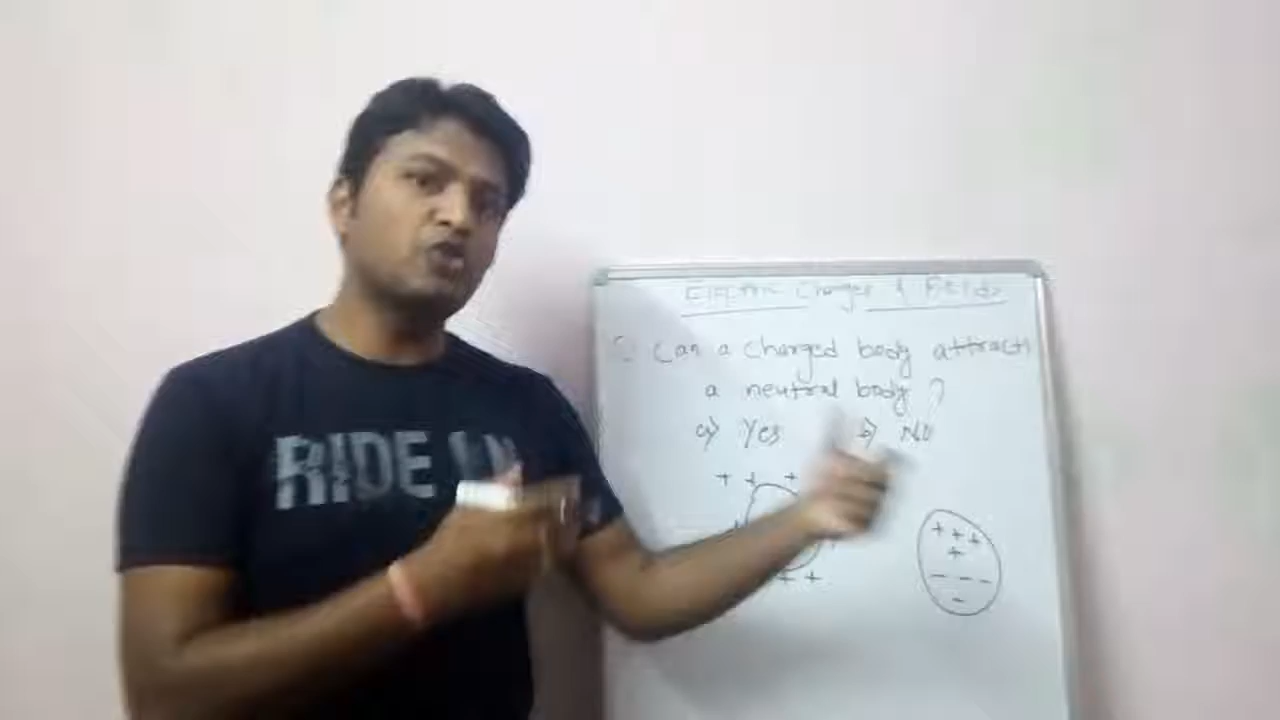 RIDE
Electric Charges & Fields
Can a charged body attract
a neutral body ?
a) Yes b) NO
+ + +
+ + +
+
- - -
-
+ +